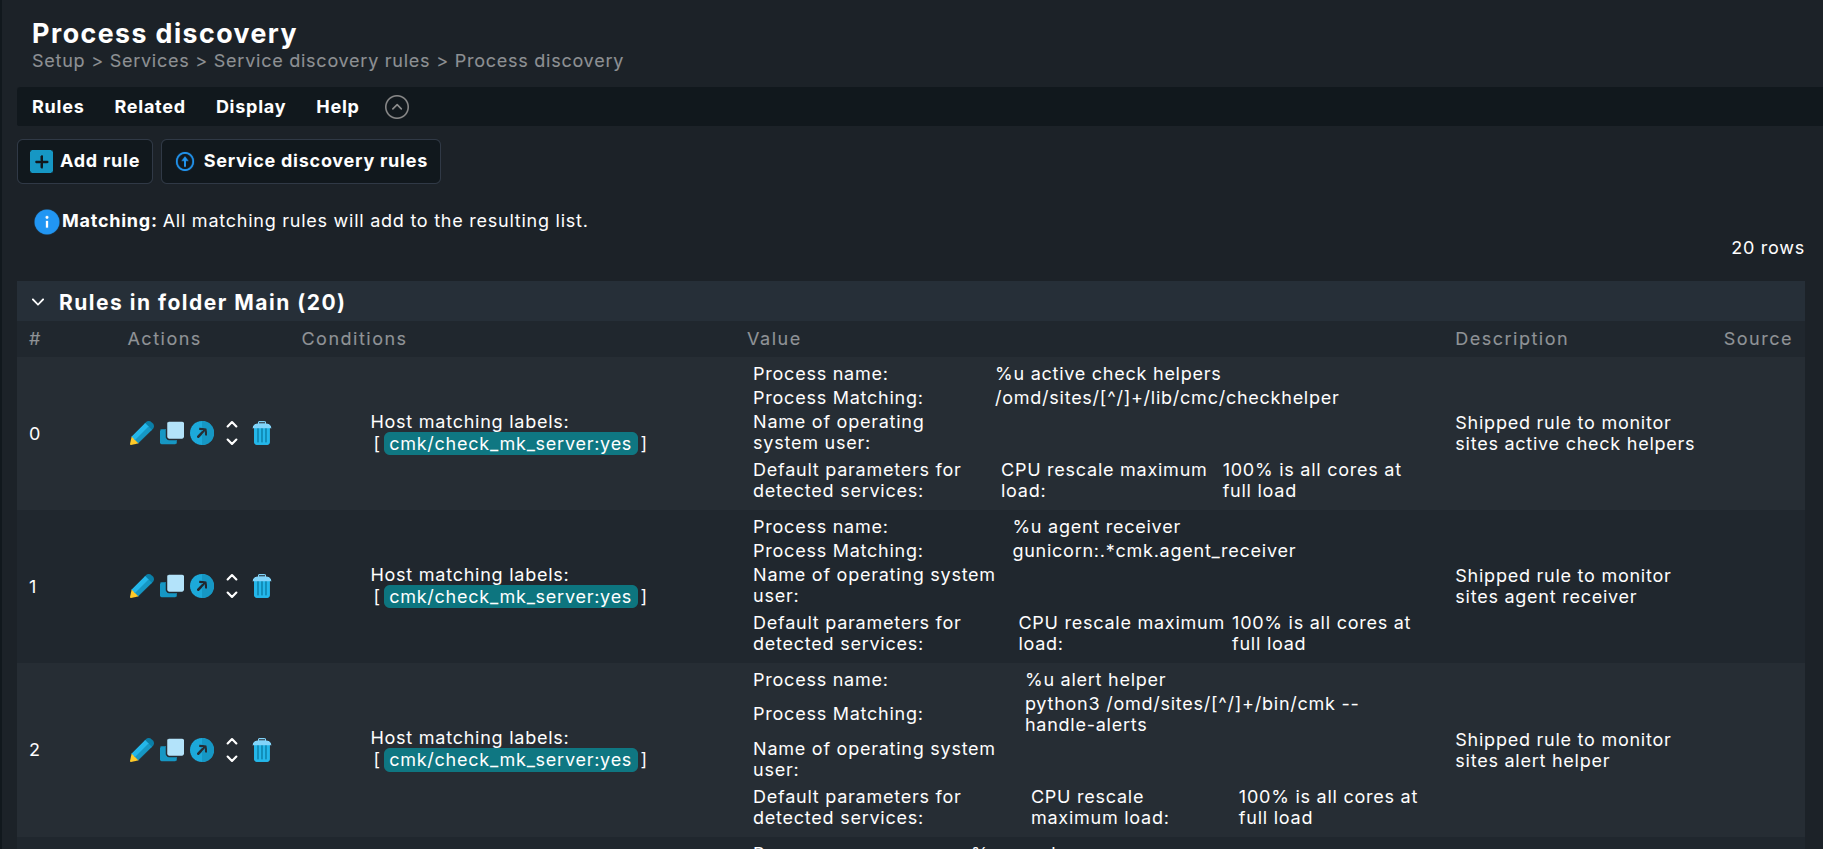 Process discovery
Setup > Services > Service discovery rules > Process discovery
Rules Related Display Help
Add rule Service discovery rules
Matching: All matching rules will add to the resulting list.
20 rows
Rules in folder Main (20)
# Actions Conditions Value Description Source
0
Host matching labels:
[ cmk/check_mk_server:yes ]
Process name: %u active check helpers
Process Matching: /omd/sites/[^/]+/lib/cmc/checkhelper
Name of operating
system user:
Default parameters for CPU rescale maximum 100% is all cores at
detected services: load: full load
Shipped rule to monitor
sites active check helpers
1
Host matching labels:
[ cmk/check_mk_server:yes ]
Process name: %u agent receiver
Process Matching: gunicorn:.*cmk.agent_receiver
Name of operating system
user:
Default parameters for CPU rescale maximum 100% is all cores at
detected services: load: full load
Shipped rule to monitor
sites agent receiver
2
Host matching labels:
[ cmk/check_mk_server:yes ]
Process name: %u alert helper
Process Matching: python3 /omd/sites/[^/]+/bin/cmk --
handle-alerts
Name of operating system
user:
Default parameters for CPU rescale 100% is all cores at
detected services: maximum load: full load
Shipped rule to monitor
sites alert helper